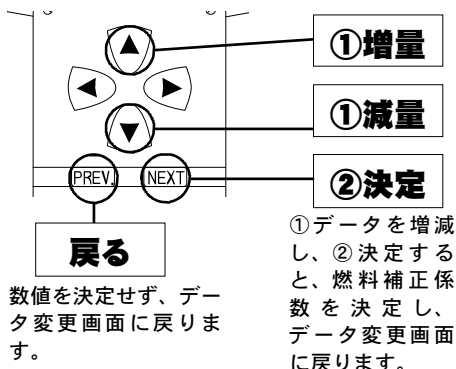 ①増量
①減量
PREV.
NEXT
②決定
戻る
数値を決定せず、デー
タ変更画面に戻りま
す。
①データを増減
し、②決定する
と、燃料補正係
数を決定し、
データ変更画面
に戻ります。